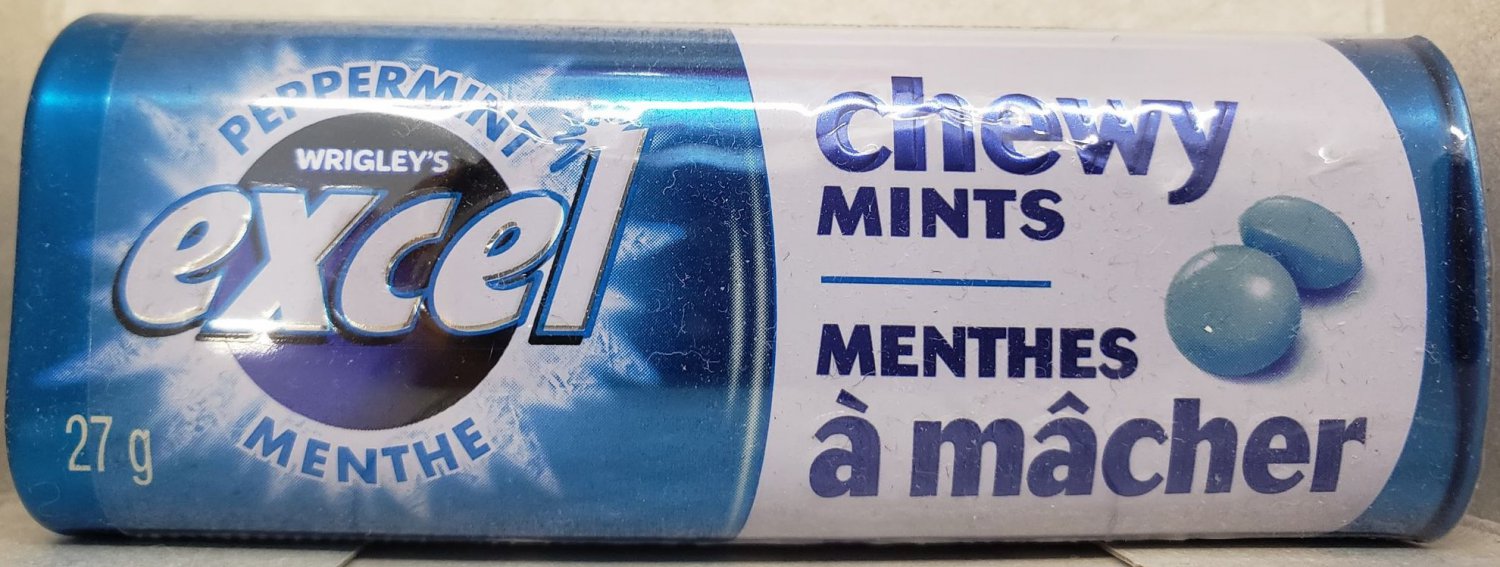 PEPPERMINT
WRIGLEY'S
excel
MENTHE
27 g
chewy
MINTS
MENTHES
à mâcher